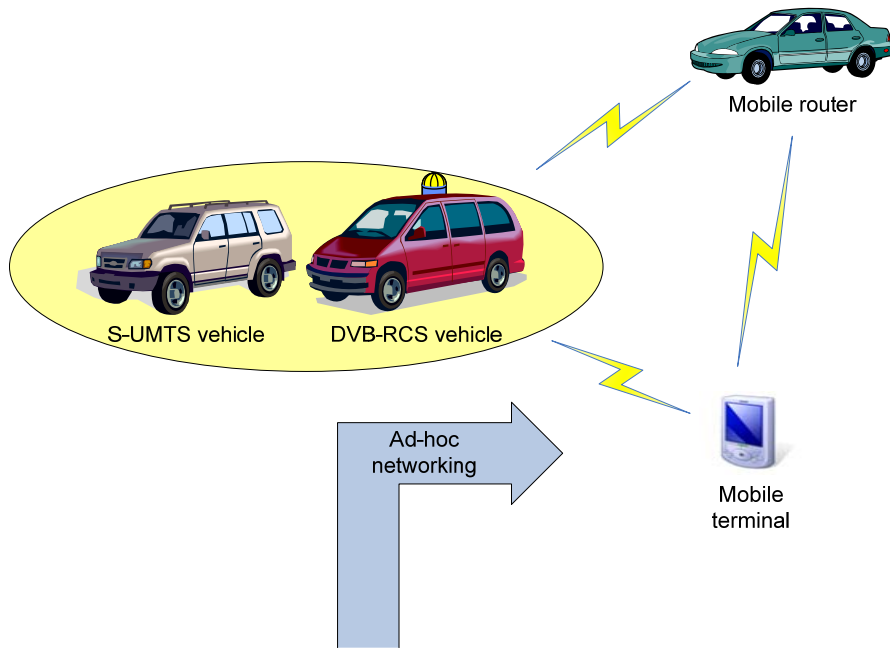 Mobile router
S-UMTS vehicle
DVB-RCS vehicle
Ad-hoc
networking
Mobile
terminal